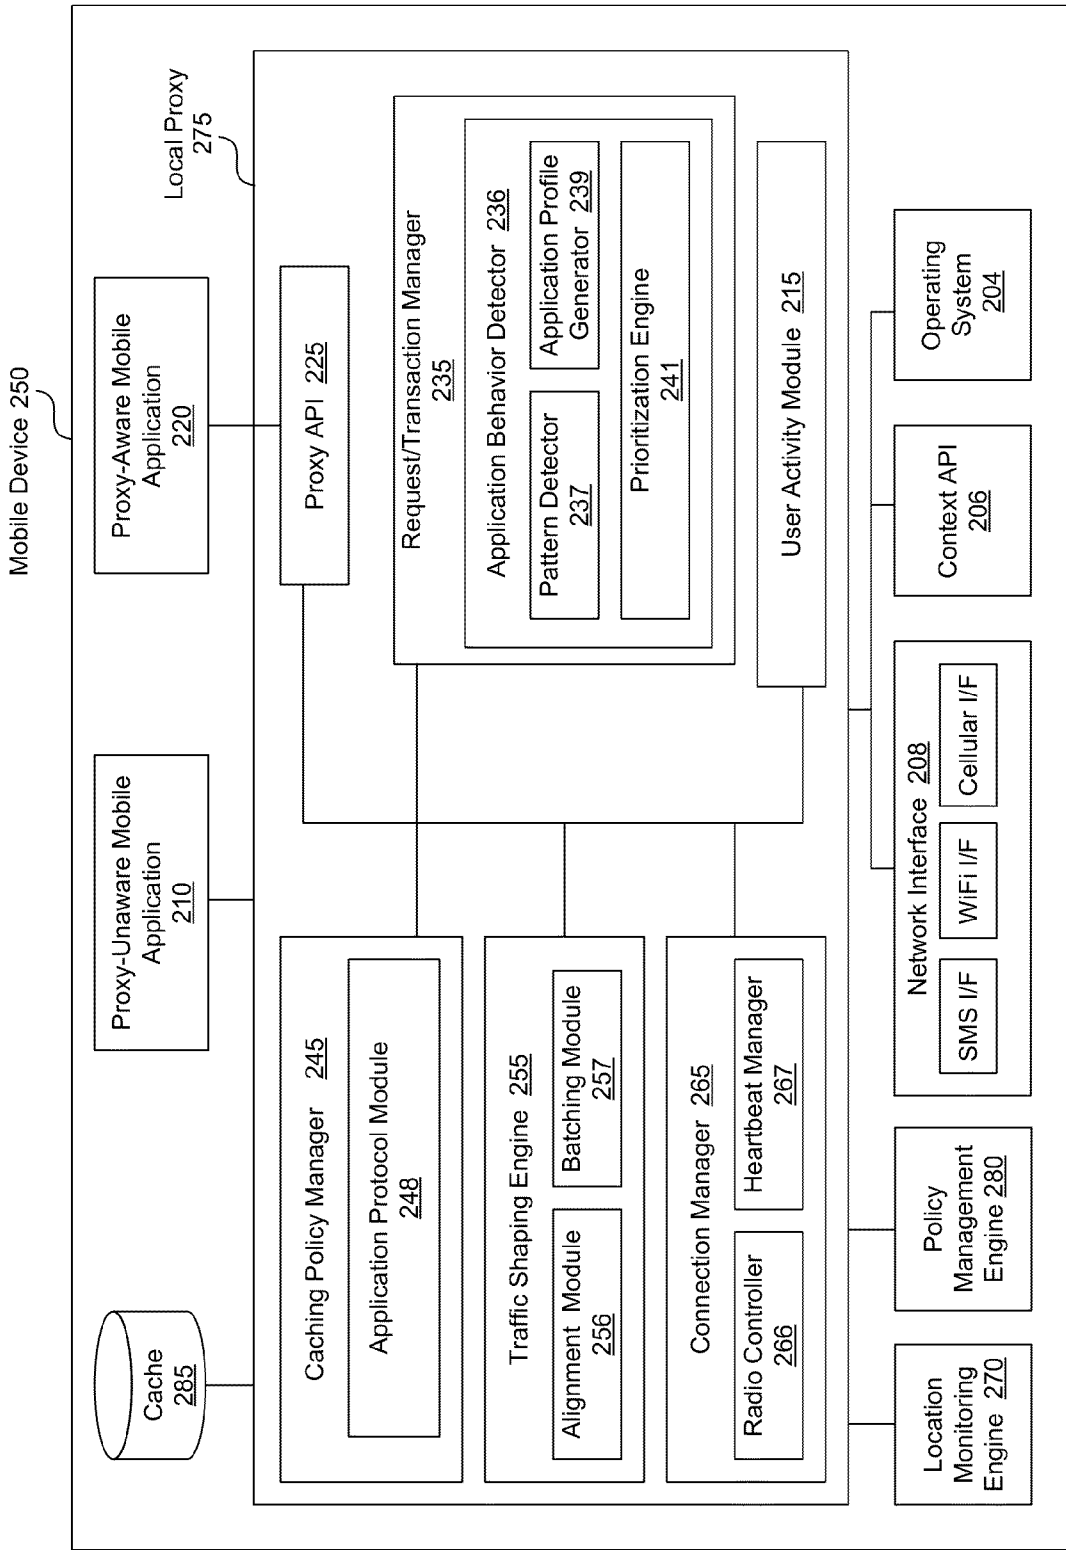 Mobile Device 250
Local Proxy
275
Cache
285
Proxy-Unaware Mobile
Application
210
Proxy-Aware Mobile
Application
220
Proxy API 225
Caching Policy Manager 245
Application Protocol Module
248
Request/Transaction Manager
235
Application Behavior Detector 236
Pattern Detector
237
Application Profile
Generator 239
Prioritization Engine
241
Traffic Shaping Engine 255
Alignment Module
256
Batching Module
257
Connection Manager 265
Radio Controller
266
Heartbeat Manager
267
User Activity Module 215
Location
Monitoring
Engine 270
Policy
Management
Engine 280
Network Interface 208
SMS I/F
WiFi I/F
Cellular I/F
Context API
206
Operating
System
204